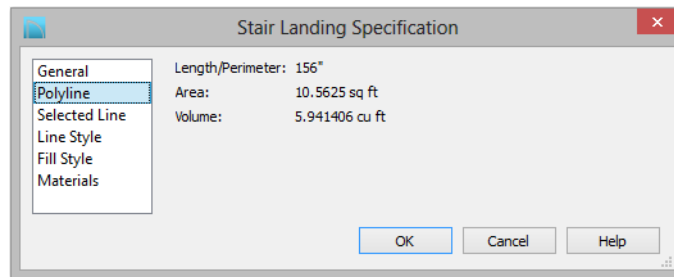 Stair Landing Specification
General
Polyline
Selected Line
Line Style
Fill Style
Materials
Length/Perimeter: 156"
Area: 10.5625 sq ft
Volume: 5.941406 cu ft
OK Cancel Help